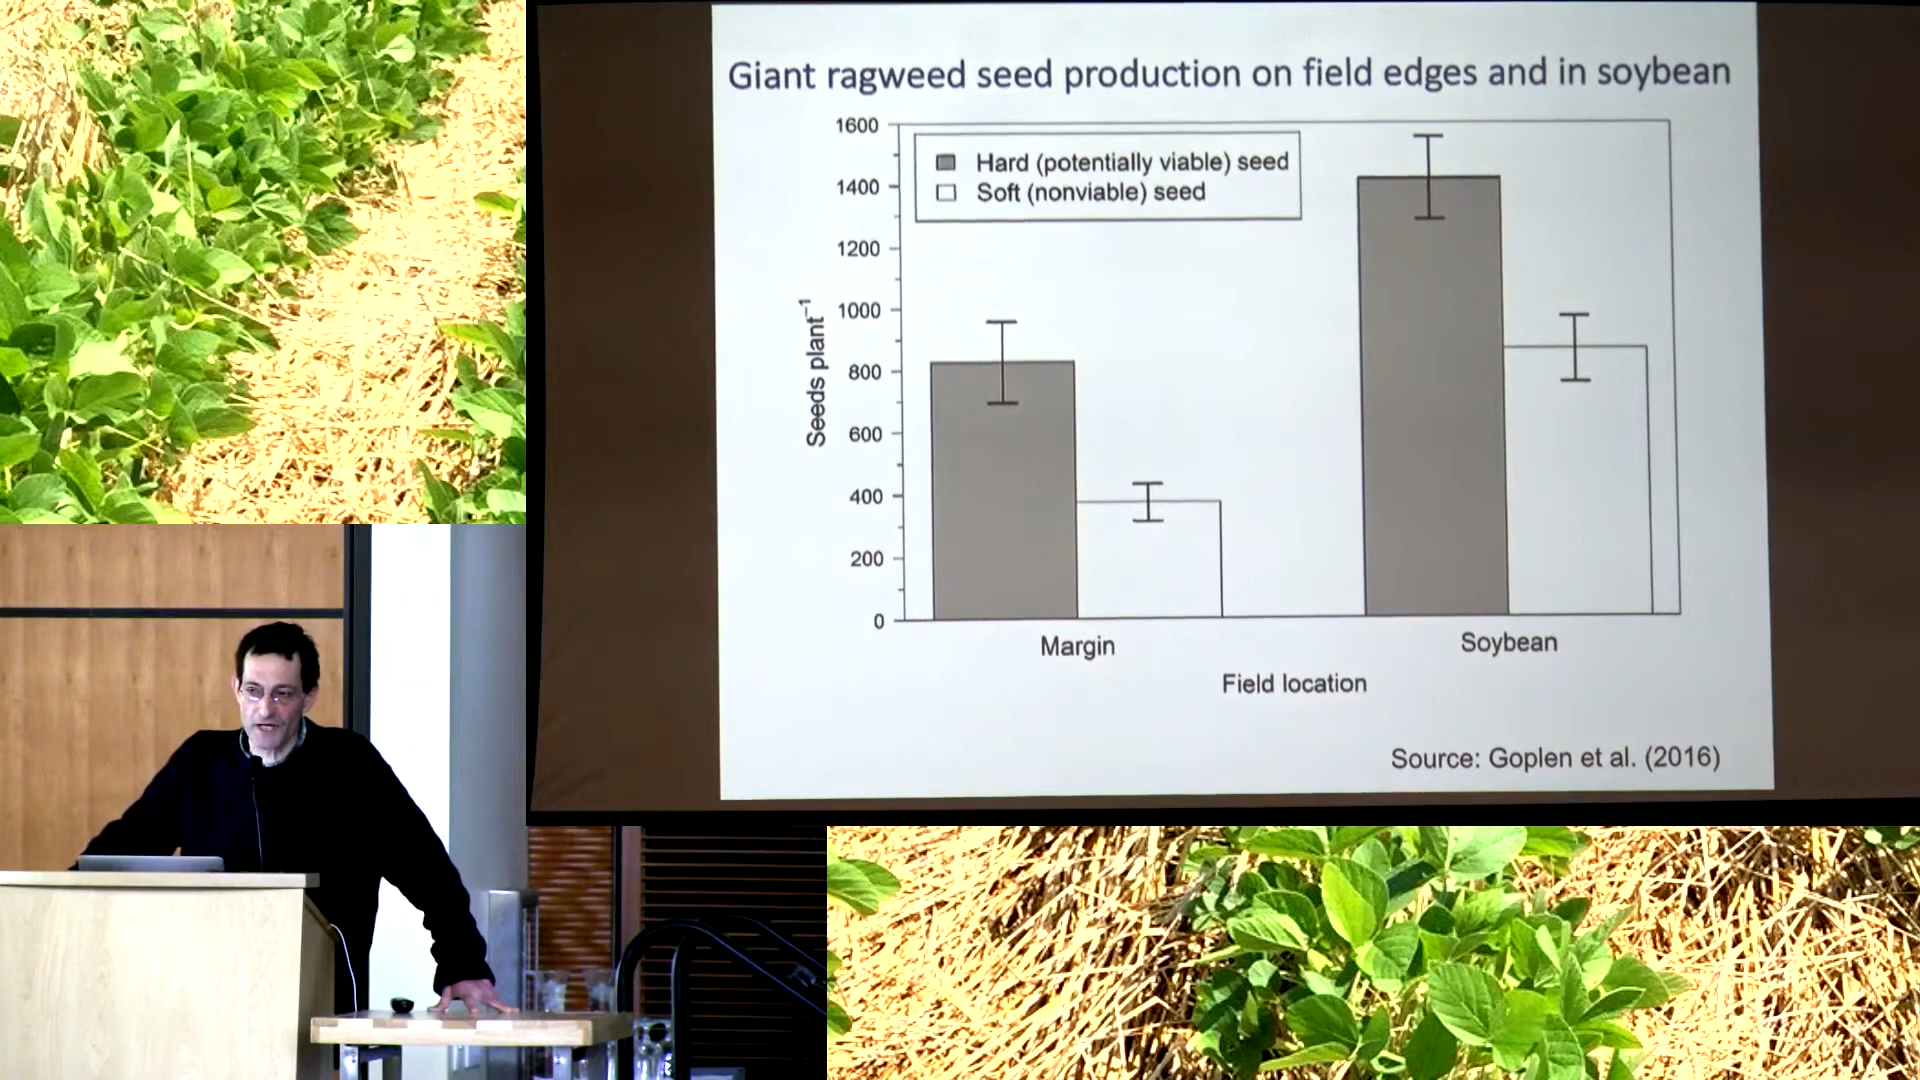 Giant ragweed seed production on field edges and in soybean
1600
1400
1200
1000
800
600
400
200
0
Seeds plant⁻¹
Hard (potentially viable) seed
Soft (nonviable) seed
Margin
Soybean
Field location
Source: Goplen et al. (2016)